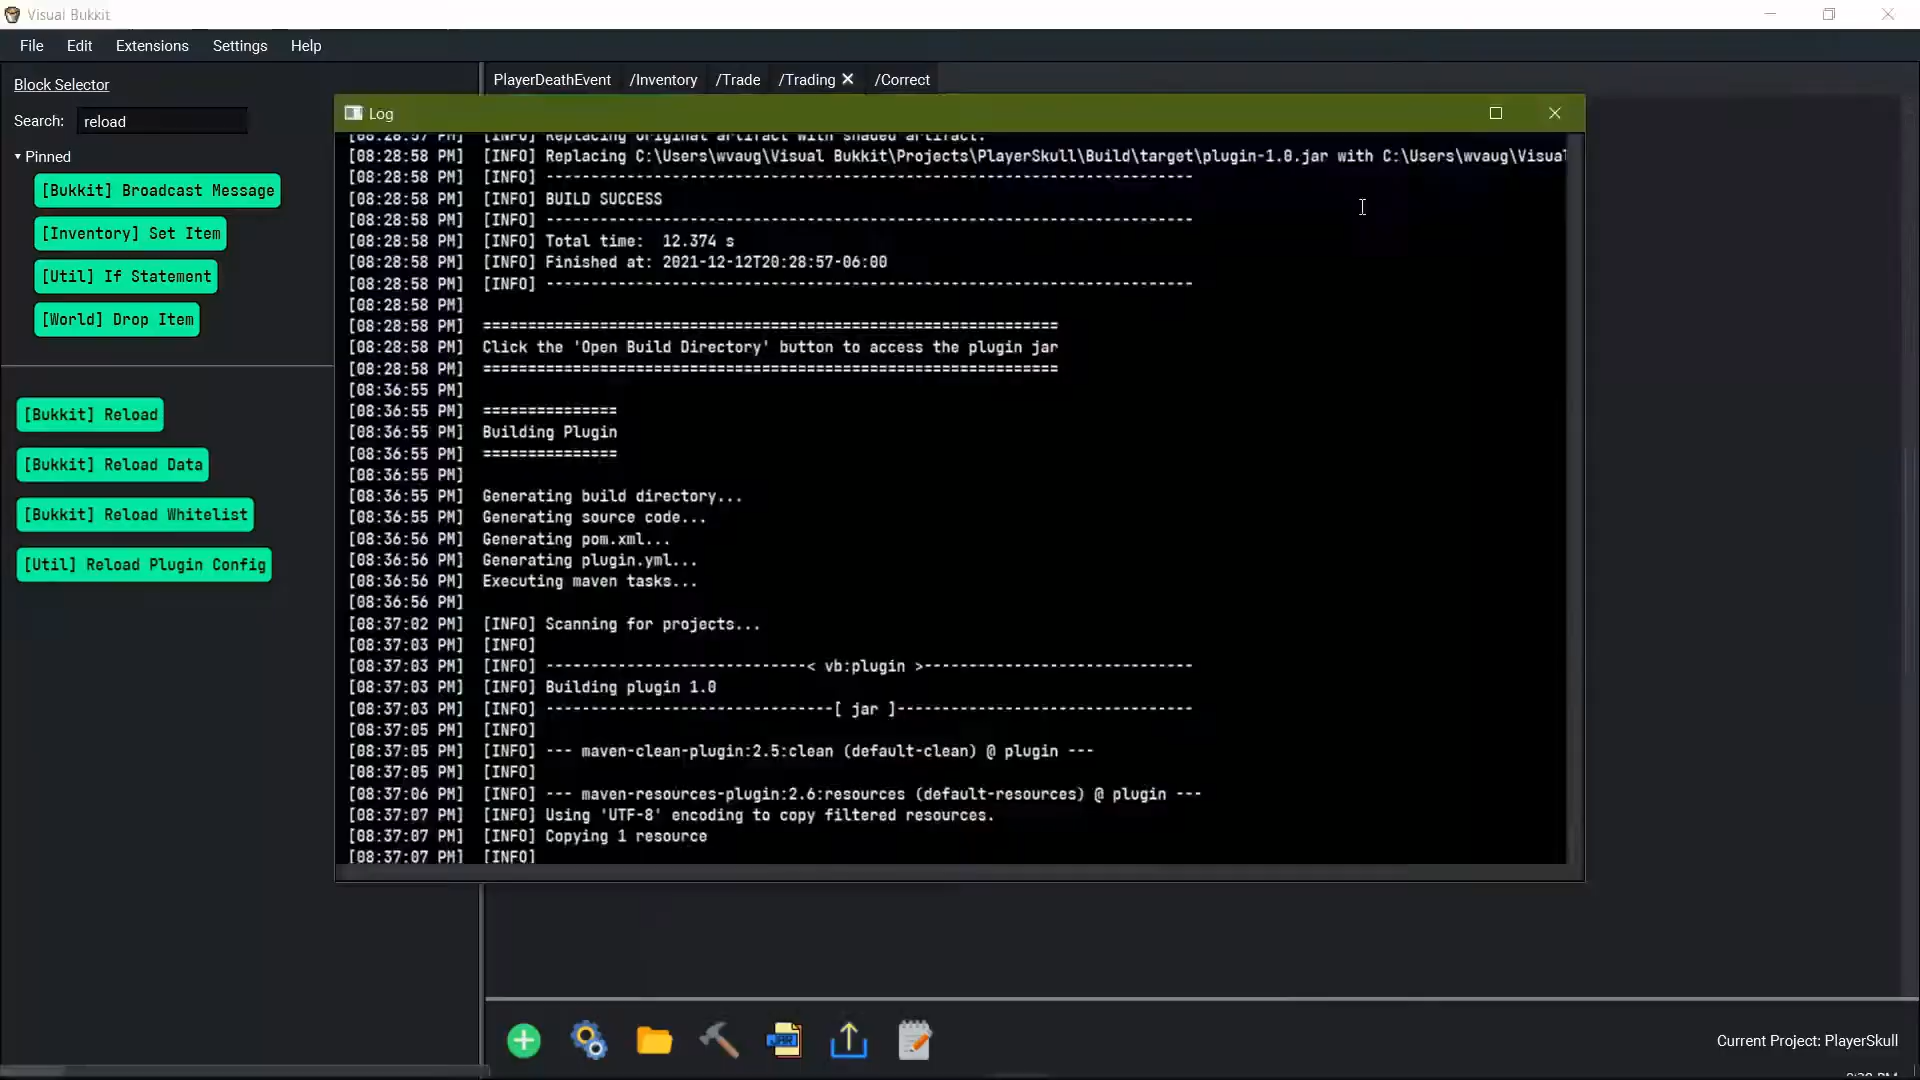 Visual Bukkit
File Edit Extensions Settings Help
Block Selector
Search: reload
Pinned
[Bukkit] Broadcast Message
[Inventory] Set Item
[Util] If Statement
[World] Drop Item
[Bukkit] Reload
[Bukkit] Reload Data
[Bukkit] Reload Whitelist
[Util] Reload Plugin Config
PlayerDeathEvent /Inventory /Trade /Trading /Correct
Log
[08:28:57 PM] [INFO] Replacing original artifact with shaded artifact.
[08:28:58 PM] [INFO] Replacing C:\Users\wvaug\Visual Bukkit\Projects\PlayerSkull\Build\target\plugin-1.0.jar with C:\Users\wvaug\Visual
[08:28:58 PM] [INFO] ------------------------------------------------------------------------
[08:28:58 PM] [INFO] BUILD SUCCESS
[08:28:58 PM] [INFO] ------------------------------------------------------------------------
[08:28:58 PM] [INFO] Total time:  12.374 s
[08:28:58 PM] [INFO] Finished at: 2021-12-12T20:28:57-06:00
[08:28:58 PM] [INFO] ------------------------------------------------------------------------
[08:28:58 PM]
[08:28:58 PM] ================================================================
[08:28:58 PM] Click the 'Open Build Directory' button to access the plugin jar
[08:28:58 PM] ================================================================
[08:36:55 PM]
[08:36:55 PM] ===============
[08:36:55 PM] Building Plugin
[08:36:55 PM] ===============
[08:36:55 PM]
[08:36:55 PM] Generating build directory...
[08:36:55 PM] Generating source code...
[08:36:56 PM] Generating pom.xml...
[08:36:56 PM] Generating plugin.yml...
[08:36:56 PM] Executing maven tasks...
[08:36:56 PM]
[08:37:02 PM] [INFO] Scanning for projects...
[08:37:03 PM] [INFO]
[08:37:03 PM] [INFO] -----------------------------< vb:plugin >------------------------------
[08:37:03 PM] [INFO] Building plugin 1.0
[08:37:03 PM] [INFO] --------------------------------[ jar ]---------------------------------
[08:37:05 PM] [INFO]
[08:37:05 PM] [INFO] --- maven-clean-plugin:2.5:clean (default-clean) @ plugin ---
[08:37:05 PM] [INFO]
[08:37:06 PM] [INFO] --- maven-resources-plugin:2.6:resources (default-resources) @ plugin ---
[08:37:07 PM] [INFO] Using 'UTF-8' encoding to copy filtered resources.
[08:37:07 PM] [INFO] Copying 1 resource
[08:37:07 PM] [INFO]
JAR
Current Project: PlayerSkull